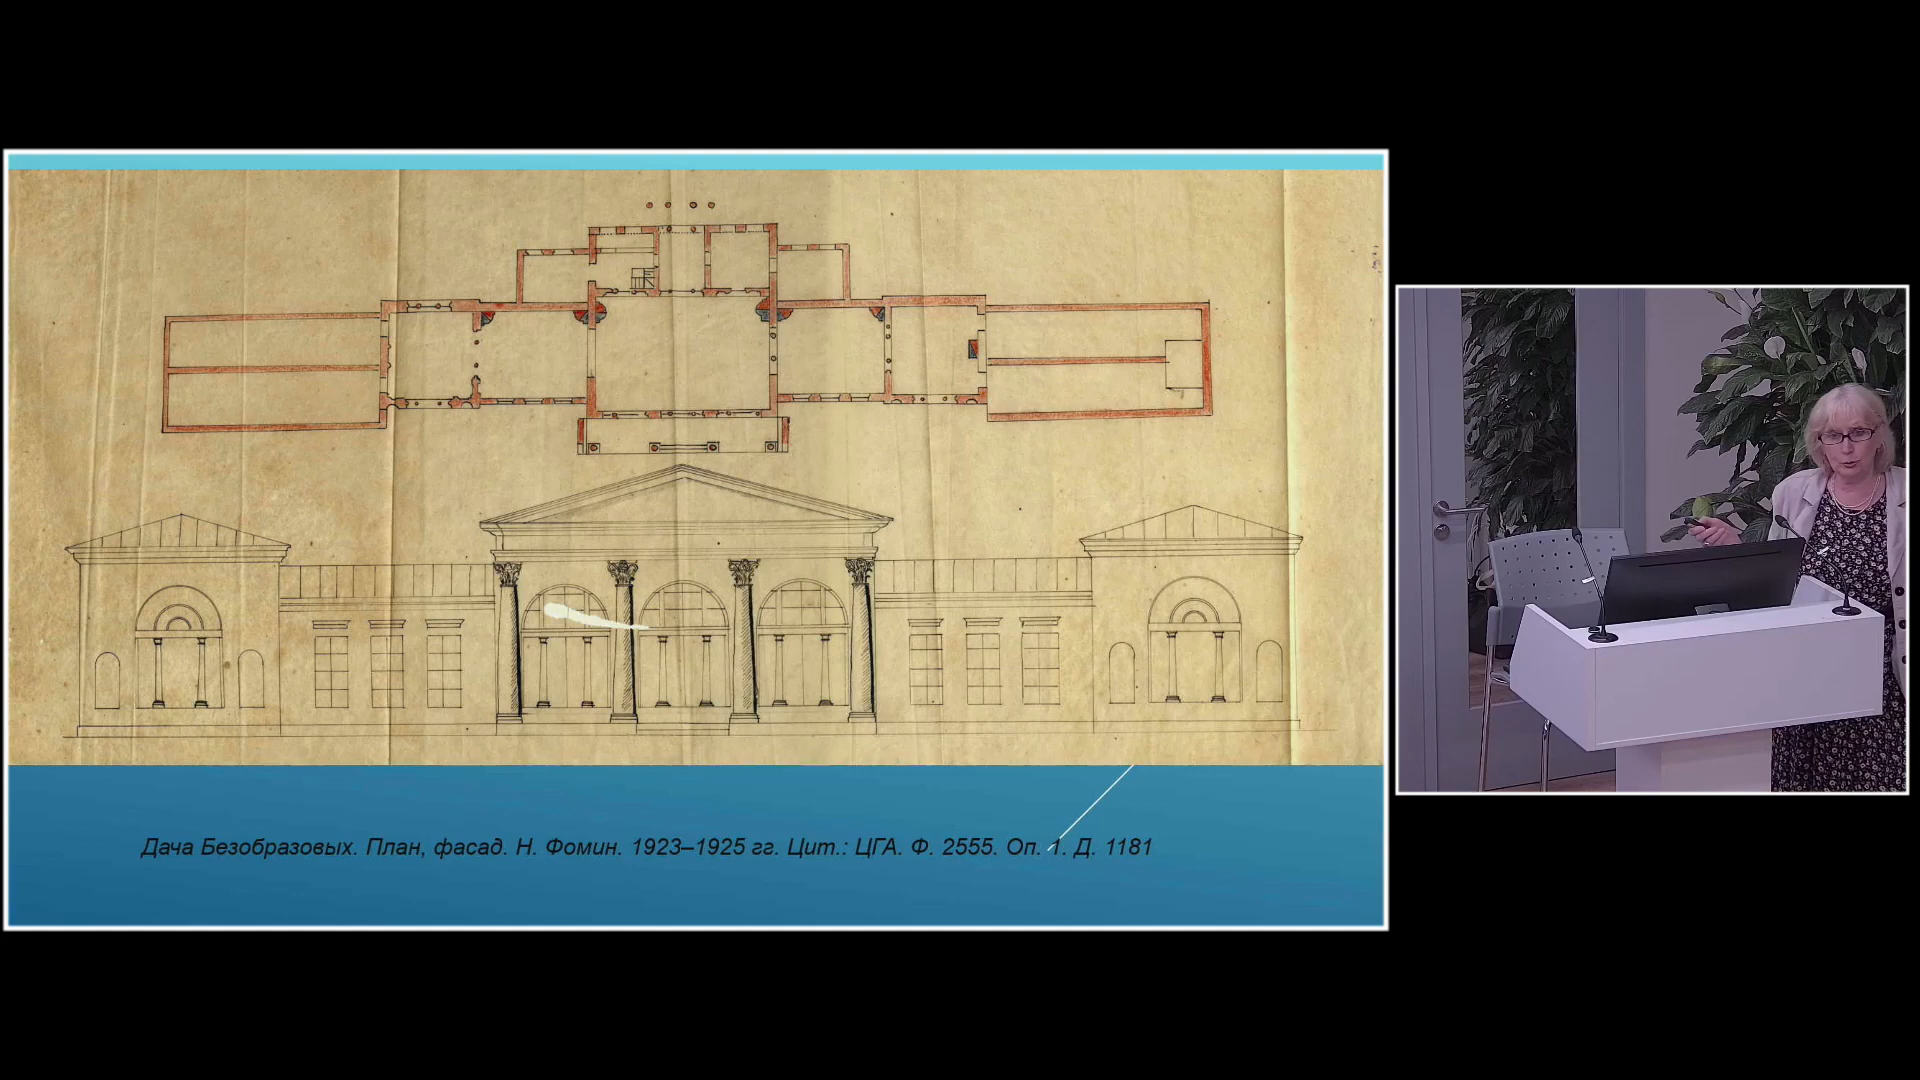 Дача Безобразовых. План, фасад. Н. Фомин. 1923–1925 гг. Цит.: ЦГА. Ф. 2555. Оп. 1. Д. 1181